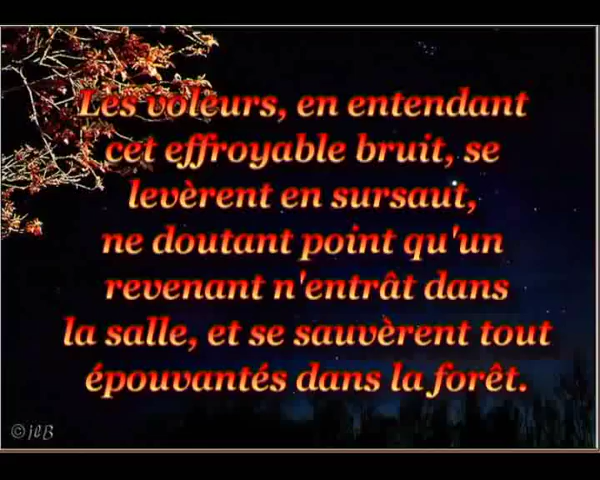 Les voleurs, en entendant
cet effroyable bruit, se
levèrent en sursaut,
ne doutant point qu'un
revenant n'entrât dans
la salle, et se sauvèrent tout
épouvantés dans la forêt.
©jlB